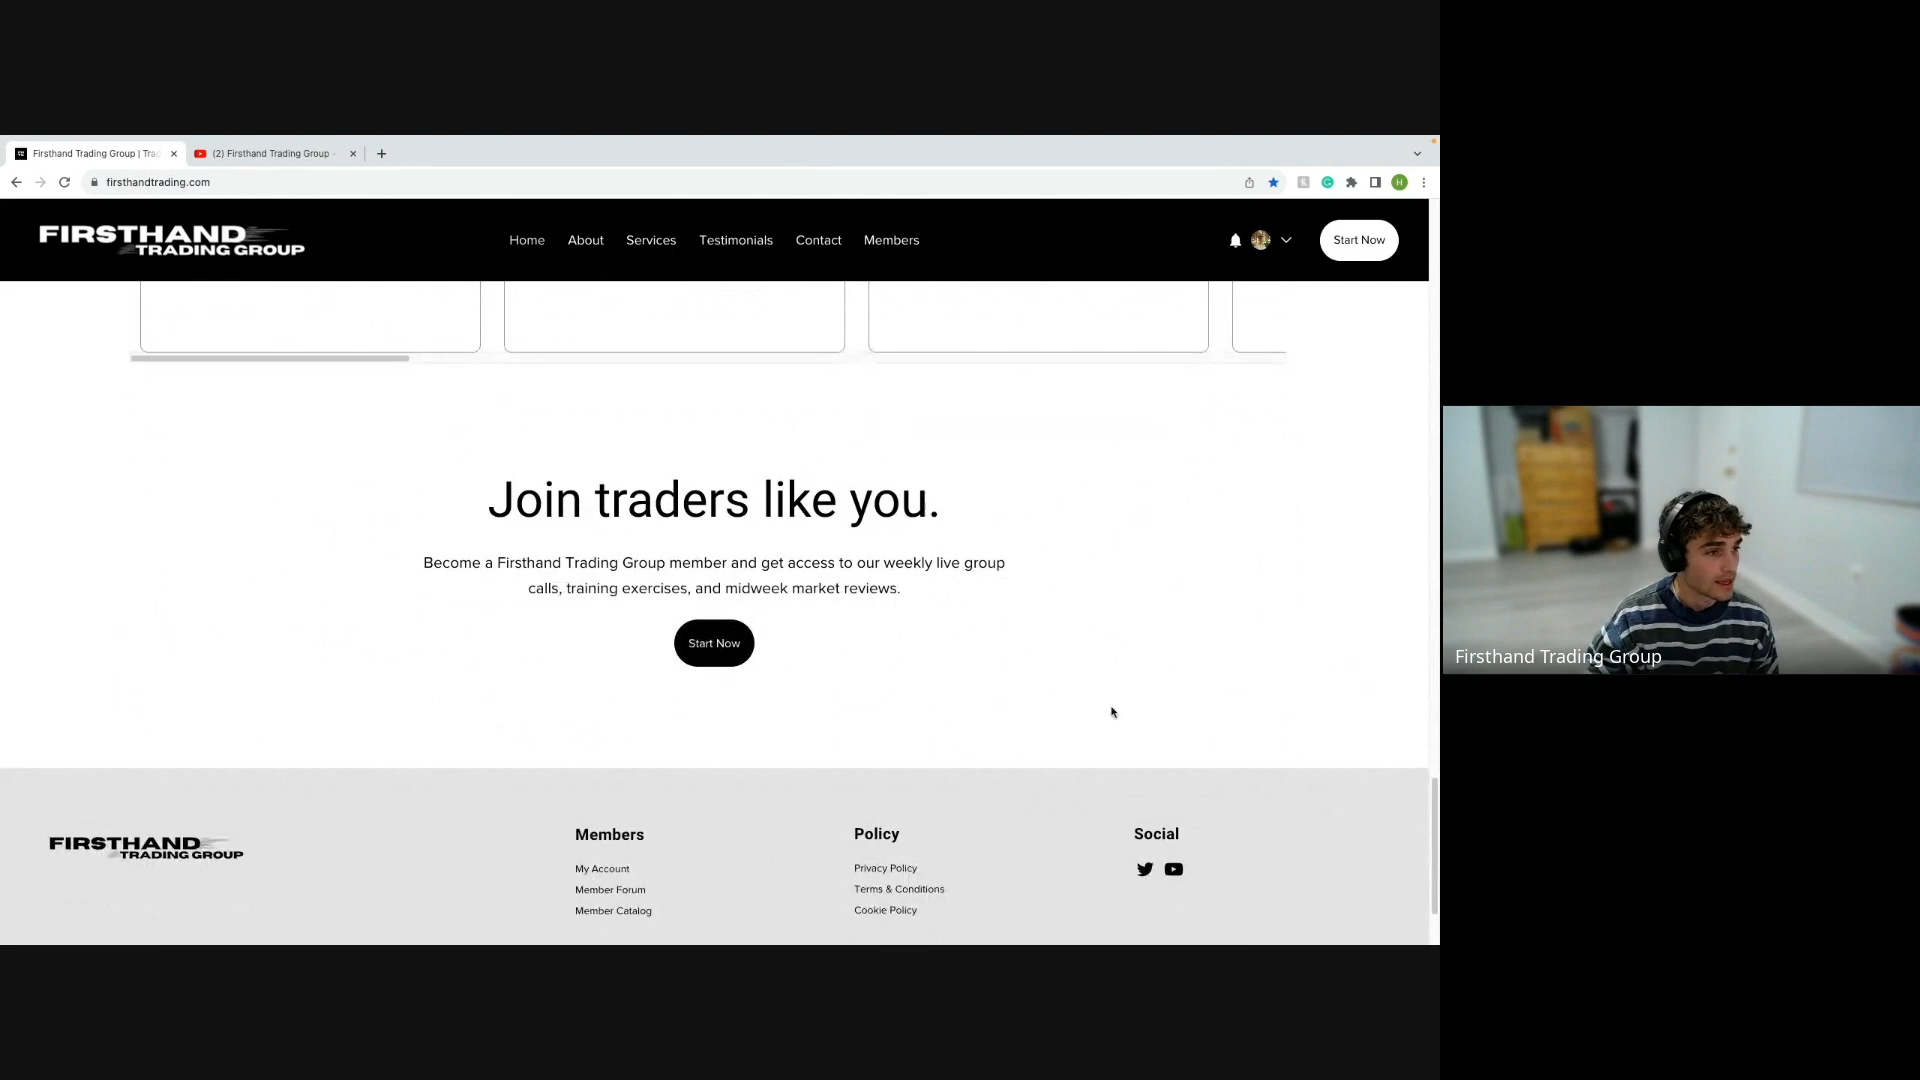 Firsthand Trading Group | Trac
(2) Firsthand Trading Group -
firsthandtrading.com
H
FIRSTHAND
TRADING GROUP
Home About Services Testimonials Contact Members
Start Now
Join traders like you.
Become a Firsthand Trading Group member and get access to our weekly live group
calls, training exercises, and midweek market reviews.
Start Now
Firsthand Trading Group
FIRSTHAND
TRADING GROUP
Members
My Account
Member Forum
Member Catalog
Policy
Privacy Policy
Terms & Conditions
Cookie Policy
Social